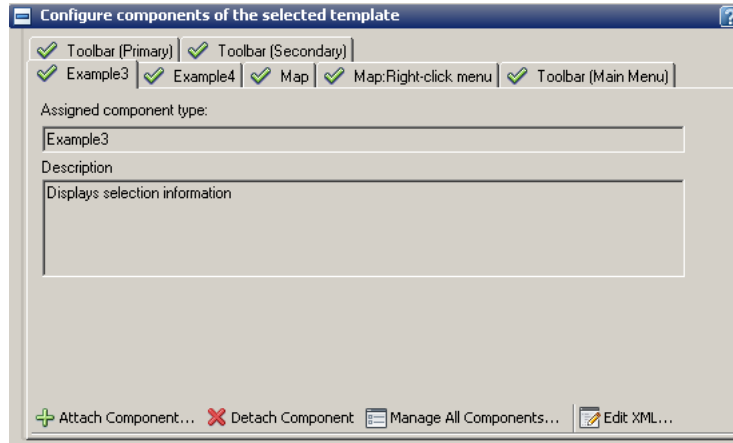 Configure components of the selected template
Toolbar (Primary) Toolbar (Secondary)
Example3 Example4 Map Map:Right-click menu Toolbar (Main Menu)
Assigned component type:
Example3
Description
Displays selection information
Attach Component... Detach Component Manage All Components... Edit XML...